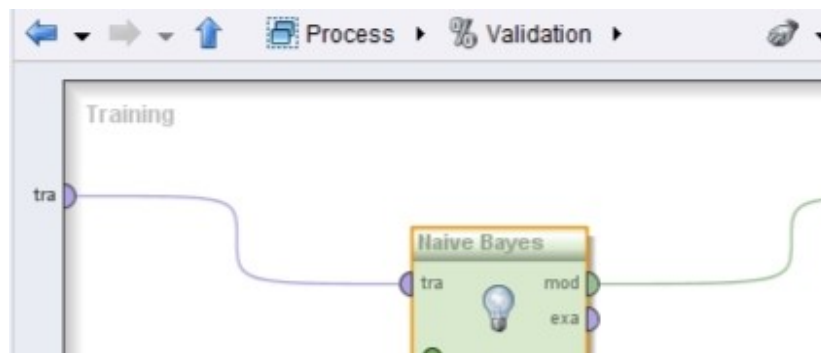 Process Validation
Training
tra
Naive Bayes
tra mod
exa